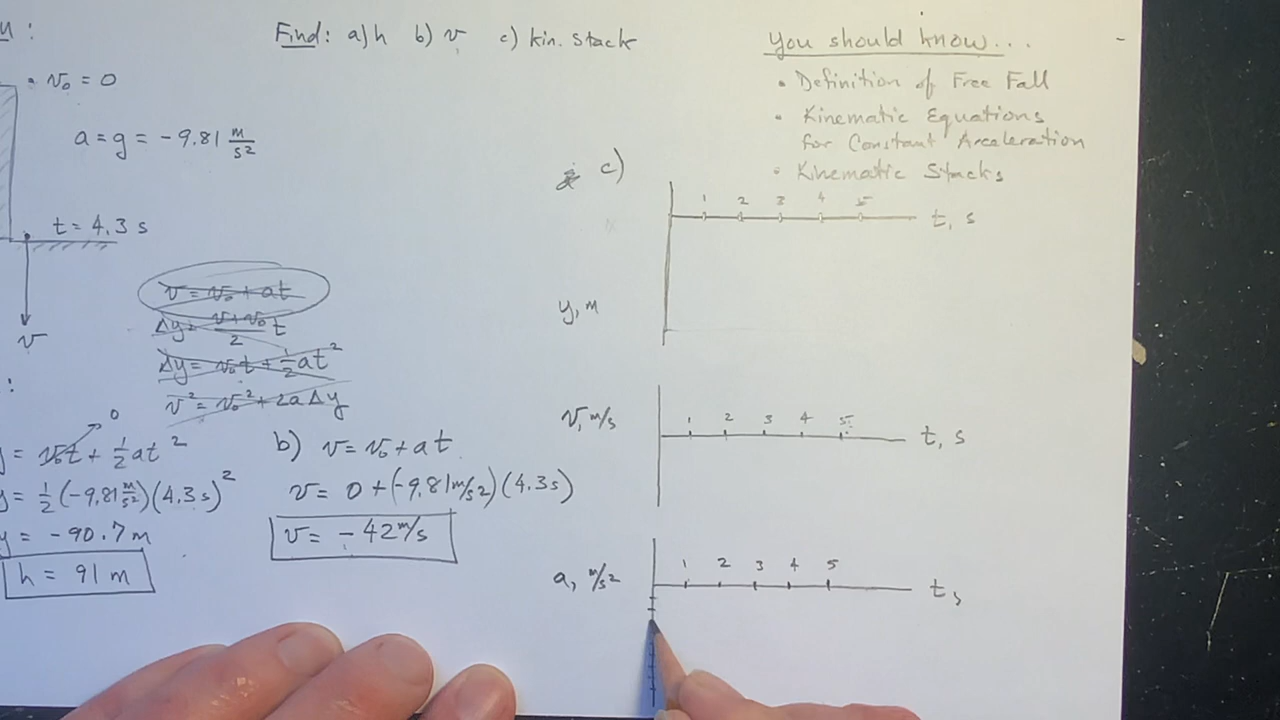 Find: a) h b) v c) kin. stack
You should know...
• Definition of Free Fall
• Kinematic Equations
for Constant Acceleration
• Kinematic Stacks
• v₀ = 0
a = g = -9.81 m/s²
t = 4.3 s
v
v = v₀ + at
Δy = (v + v₀)/2 t
Δy = v₀t + ½at²
v² = v₀² + 2aΔy
0
= v₀t + ½at²
= ½(-9.81 m/s²)(4.3 s)²
= -90.7 m
h = 91 m
b) v = v₀ + at
v = 0 + (-9.81 m/s²)(4.3s)
v = -42 m/s
c)
1 2 3 4 5
t, s
y, m
v, m/s
1 2 3 4 5
t, s
a, m/s²
1 2 3 4 5
t, s